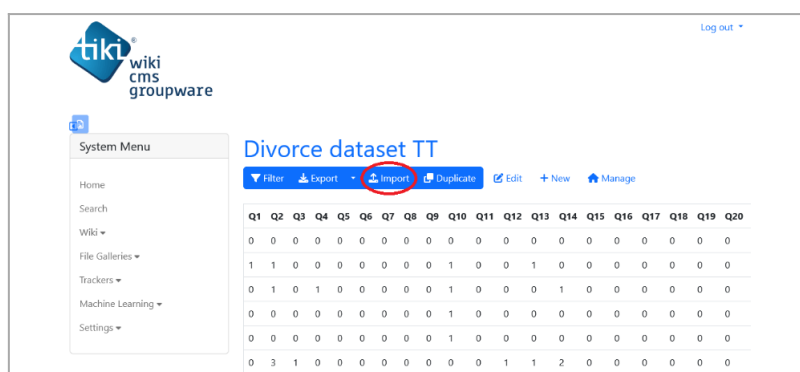 Log out
tiki®
wiki
cms
groupware
System Menu
Home
Search
Wiki
File Galleries
Trackers
Machine Learning
Settings
Divorce dataset TT
Filter Export Import Duplicate Edit + New Manage
Q1 Q2 Q3 Q4 Q5 Q6 Q7 Q8 Q9 Q10 Q11 Q12 Q13 Q14 Q15 Q16 Q17 Q18 Q19 Q20
0 0 0 0 0 0 0 0 0 0 0 0 0 0 0 0 0 0 0 0
1 1 0 0 0 0 0 0 0 1 0 0 1 0 0 0 0 0 0 0
0 1 0 1 0 0 0 0 0 1 0 0 0 1 0 0 0 0 0 0
0 0 0 0 0 0 0 0 0 1 0 0 0 0 0 0 0 0 0 0
0 0 0 0 0 0 0 0 0 1 0 0 0 0 0 0 0 0 0 0
0 3 1 0 0 0 0 0 0 0 0 1 1 2 0 0 0 0 0 0